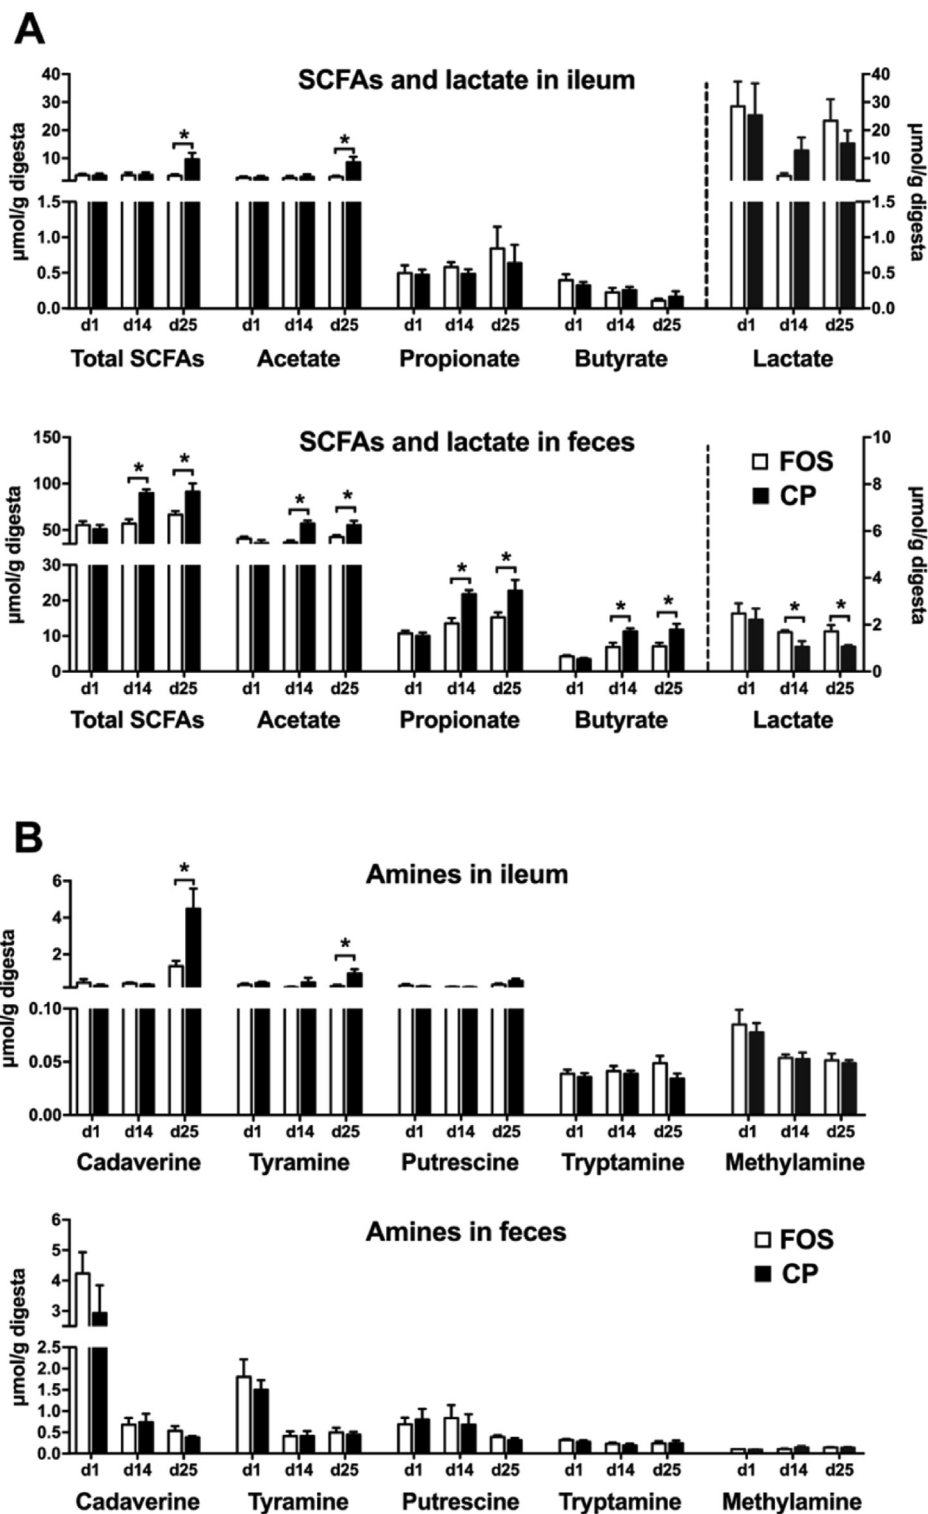 A
SCFAs and lactate in ileum
µmol/g digesta
40
30
20
10
1.5
1.0
0.5
0.0
* *
40
30
20
10
1.5
1.0
0.5
0.0
µmol/g digesta
d1 d14 d25 d1 d14 d25 d1 d14 d25 d1 d14 d25 d1 d14 d25
Total SCFAs Acetate Propionate Butyrate Lactate
SCFAs and lactate in feces
µmol/g digesta
150
100
50
30
20
10
0
* * * * * * * * * *
FOS
CP
10
8
6
4
2
0
µmol/g digesta
d1 d14 d25 d1 d14 d25 d1 d14 d25 d1 d14 d25 d1 d14 d25
Total SCFAs Acetate Propionate Butyrate Lactate
B
Amines in ileum
µmol/g digesta
6
4
2
0.10
0.05
0.00
* *
d1 d14 d25 d1 d14 d25 d1 d14 d25 d1 d14 d25 d1 d14 d25
Cadaverine Tyramine Putrescine Tryptamine Methylamine
Amines in feces
µmol/g digesta
6
5
4
3
2.5
2.0
1.5
1.0
0.5
0.0
FOS
CP
d1 d14 d25 d1 d14 d25 d1 d14 d25 d1 d14 d25 d1 d14 d25
Cadaverine Tyramine Putrescine Tryptamine Methylamine